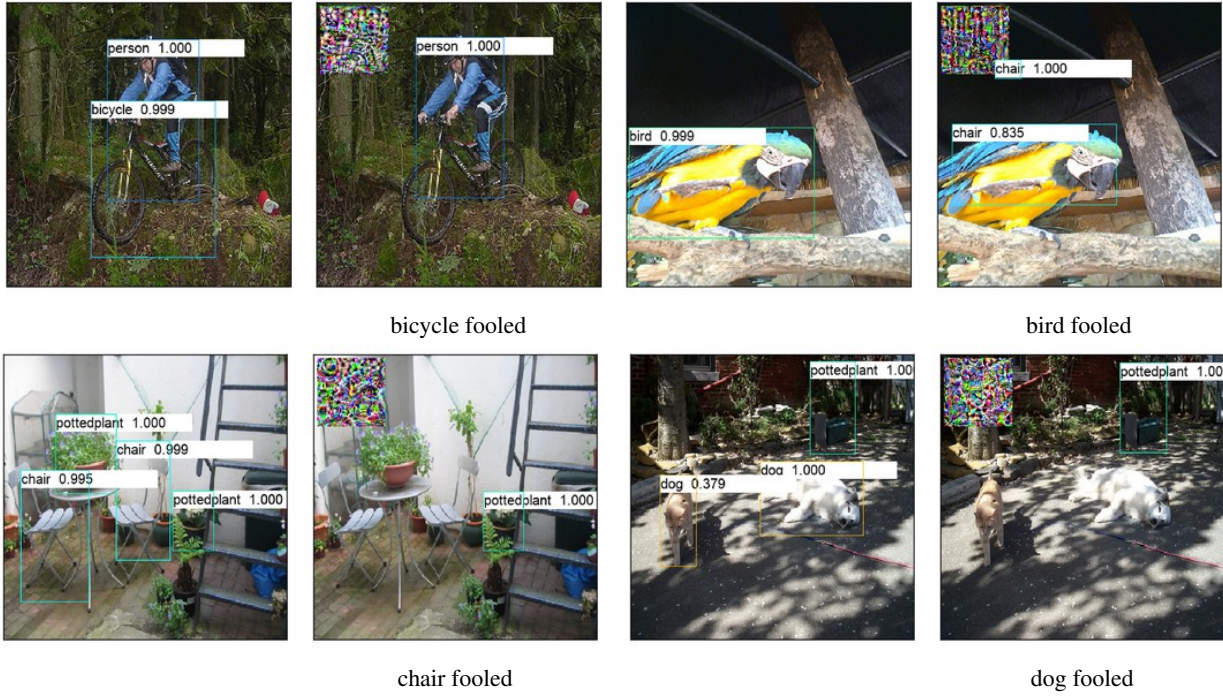 person 1.000
bicycle 0.999
person 1.000
bird 0.999
chair 1.000
chair 0.835
bicycle fooled
bird fooled
pottedplant 1.000
chair 0.999
chair 0.995
pottedplant 1.000
pottedplant 1.000
pottedplant 1.00
dog 1.000
dog 0.379
pottedplant 1.00
chair fooled
dog fooled